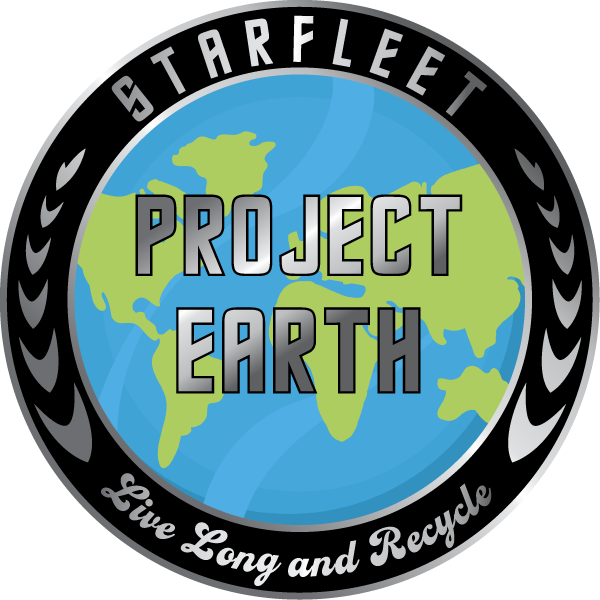 STARFLEET
PROJECT
EARTH
Live Long and Recycle